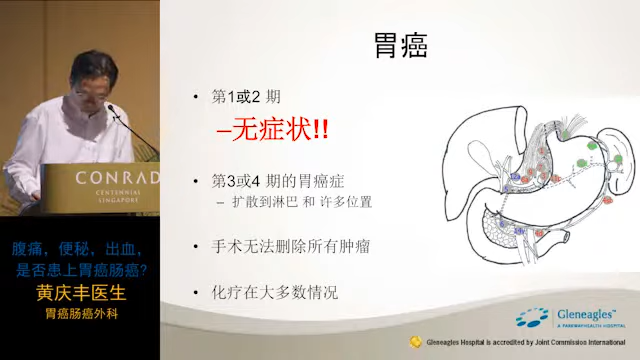 胃癌
• 第1或2 期
–无症状!!
• 第3或4 期的胃癌症
– 扩散到淋巴 和 许多位置
• 手术无法删除所有肿瘤
• 化疗在大多数情况
CONRAD
CENTENNIAL
SINGAPORE
腹痛，便秘，出血，
是否患上胃癌肠癌?
黄庆丰医生
胃癌肠癌外科
Gleneagles™
A PARKWAYHEALTH HOSPITAL
Gleneagles Hospital is accredited by Joint Commission International